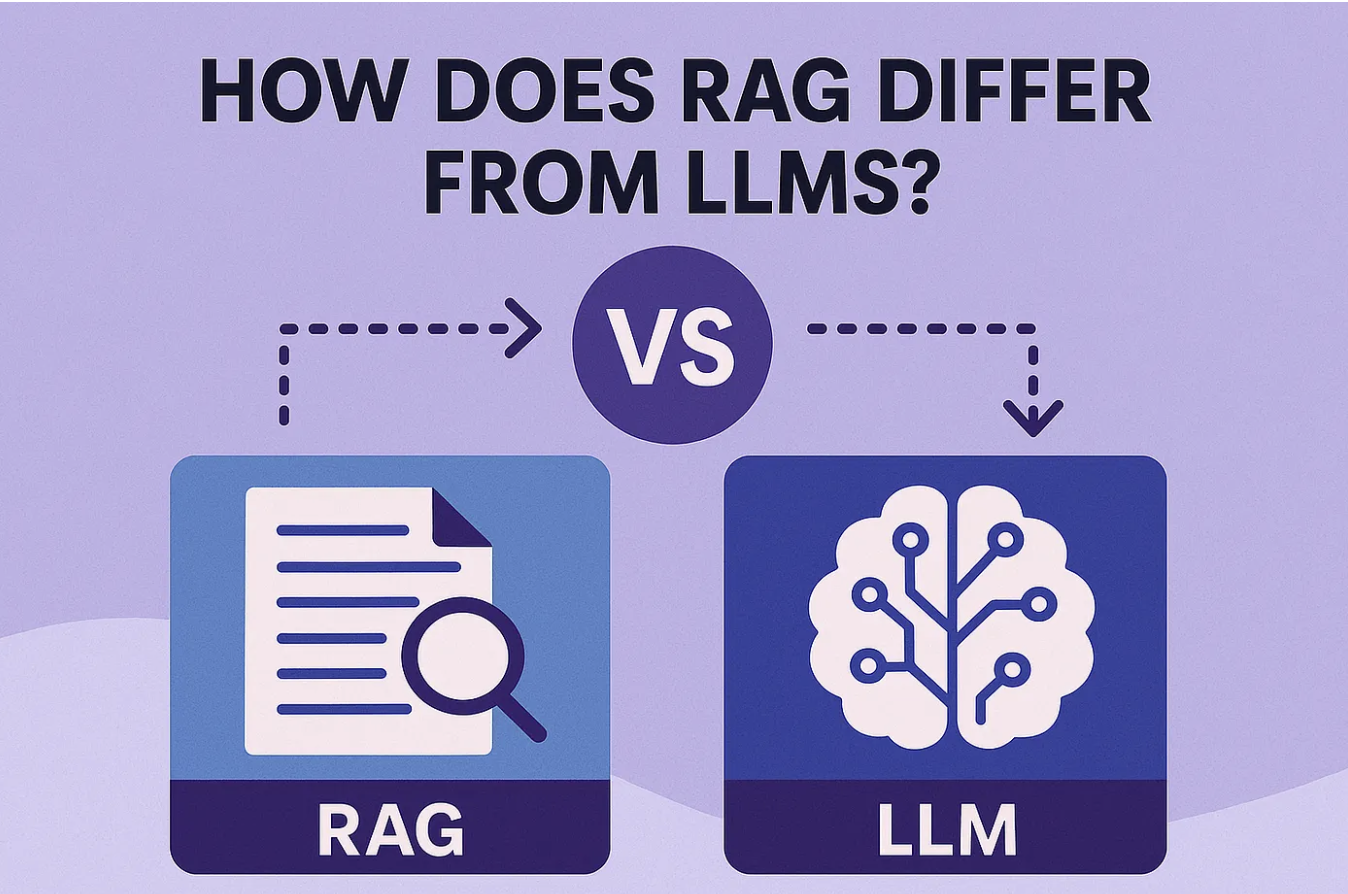 HOW DOES RAG DIFFER
FROM LLMS?
VS
RAG
LLM